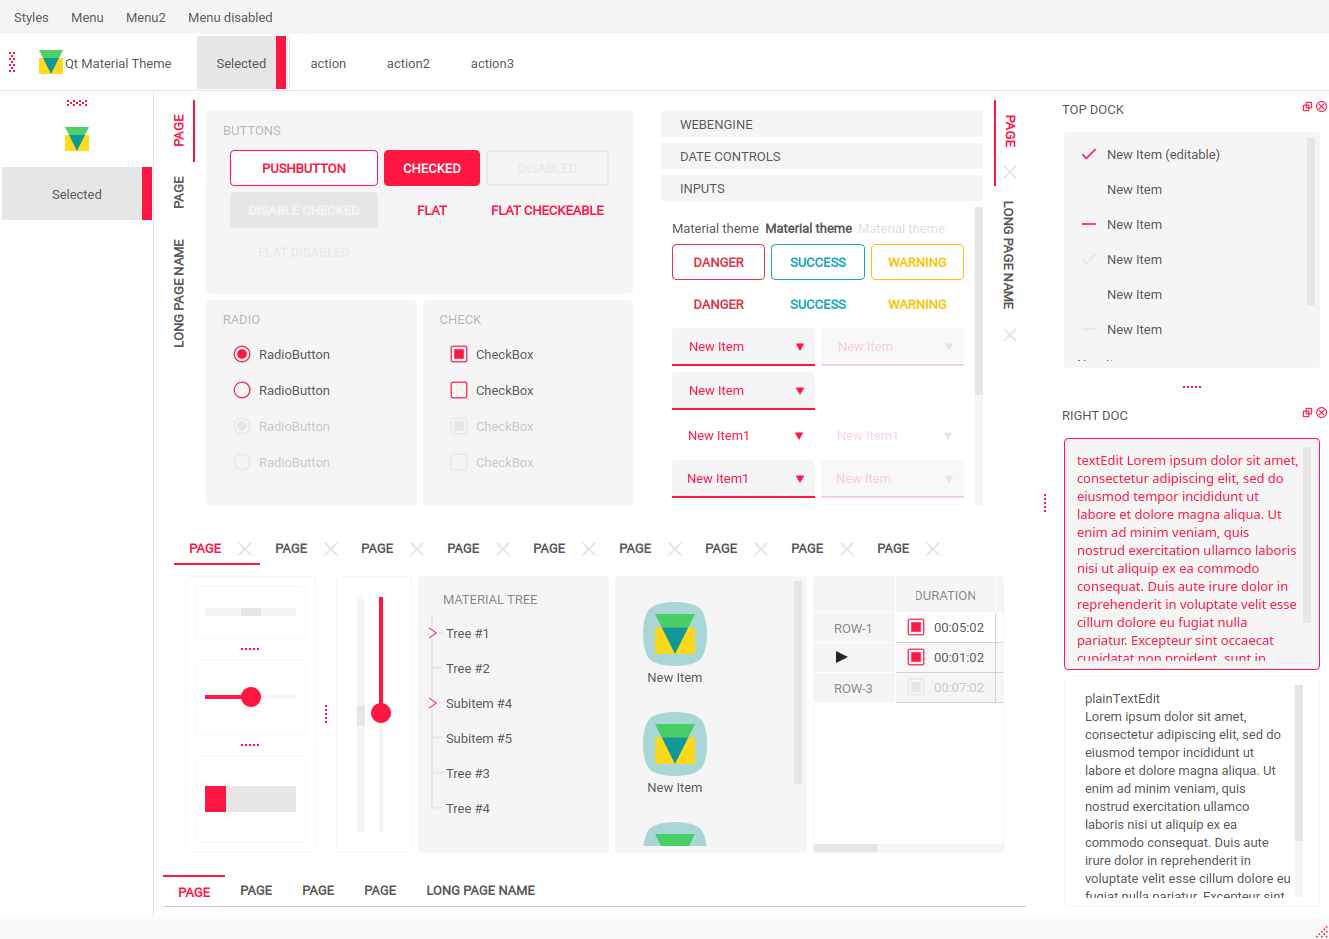 Styles Menu Menu2 Menu disabled
Qt Material Theme Selected action action2 action3
Selected
PAGE
PAGE
LONG PAGE NAME
BUTTONS
PUSHBUTTON CHECKED DISABLED
DISABLE CHECKED FLAT FLAT CHECKEABLE
FLAT DISABLED
RADIO
RadioButton
RadioButton
RadioButton
RadioButton
CHECK
CheckBox
CheckBox
CheckBox
CheckBox
WEBENGINE
DATE CONTROLS
INPUTS
Material theme Material theme Material theme
DANGER SUCCESS WARNING
DANGER SUCCESS WARNING
New Item New Item
New Item
New Item1 New Item1
New Item1 New Item
PAGE
LONG PAGE NAME
PAGE PAGE PAGE PAGE PAGE PAGE PAGE PAGE PAGE
MATERIAL TREE
Tree #1
Tree #2
Subitem #4
Subitem #5
Tree #3
Tree #4
New Item
New Item
DURATION
ROW-1 00:05:02
00:01:02
ROW-3 00:07:02
PAGE PAGE PAGE PAGE LONG PAGE NAME
TOP DOCK
New Item (editable)
New Item
New Item
New Item
New Item
New Item
RIGHT DOC
textEdit Lorem ipsum dolor sit amet,
consectetur adipiscing elit, sed do
eiusmod tempor incididunt ut
labore et dolore magna aliqua. Ut
enim ad minim veniam, quis
nostrud exercitation ullamco laboris
nisi ut aliquip ex ea commodo
consequat. Duis aute irure dolor in
reprehenderit in voluptate velit esse
cillum dolore eu fugiat nulla
pariatur. Excepteur sint occaecat
cupidatat non proident, sunt in
plainTextEdit
Lorem ipsum dolor sit amet,
consectetur adipiscing elit, sed do
eiusmod tempor incididunt ut
labore et dolore magna aliqua. Ut
enim ad minim veniam, quis
nostrud exercitation ullamco
laboris nisi ut aliquip ex ea
commodo consequat. Duis aute
irure dolor in reprehenderit in
voluptate velit esse cillum dolore eu
fugiat nulla pariatur. Excepteur sint